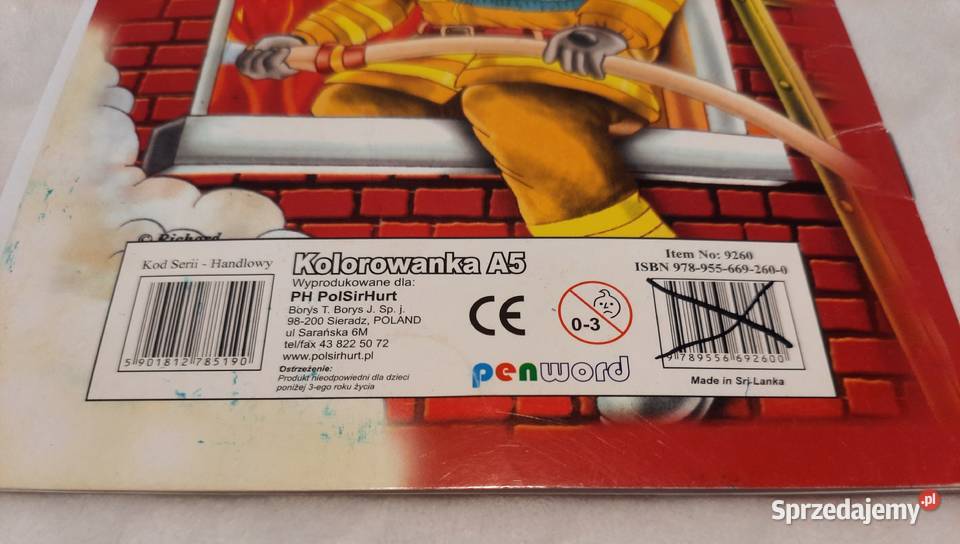 © Richard
Kod Serii - Handlowy
5901812785190
Kolorowanka A5
Wyprodukowane dla:
PH PolSirHurt
Borys T. Borys J. Sp. j.
98-200 Sieradz, POLAND
ul Sarańska 6M
tel/fax 43 822 50 72
www.polsirhurt.pl
Ostrzeżenie:
Produkt nieodpowiedni dla dzieci
poniżej 3-ego roku życia
CE
0-3
penword
Item No: 9260
ISBN 978-955-669-260-0
9789556692600
Made in Sri Lanka
Sprzedajemy.pl